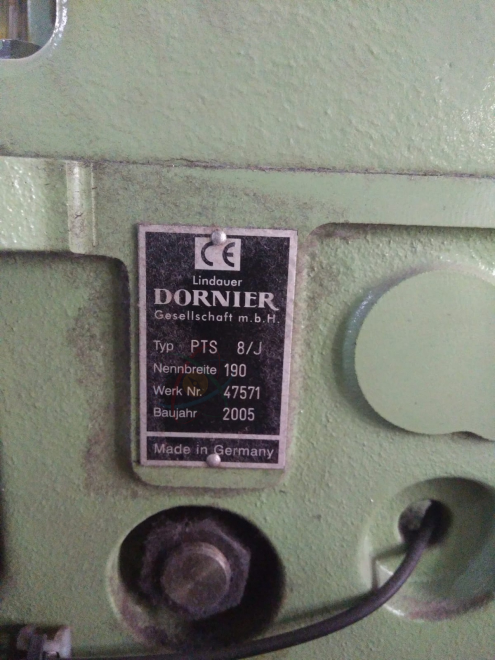 CE
Lindauer
DORNIER
Gesellschaft m.b.H.
Typ PTS 8/J
Nennbreite 190
Werk Nr. 47571
Baujahr 2005
Made in Germany